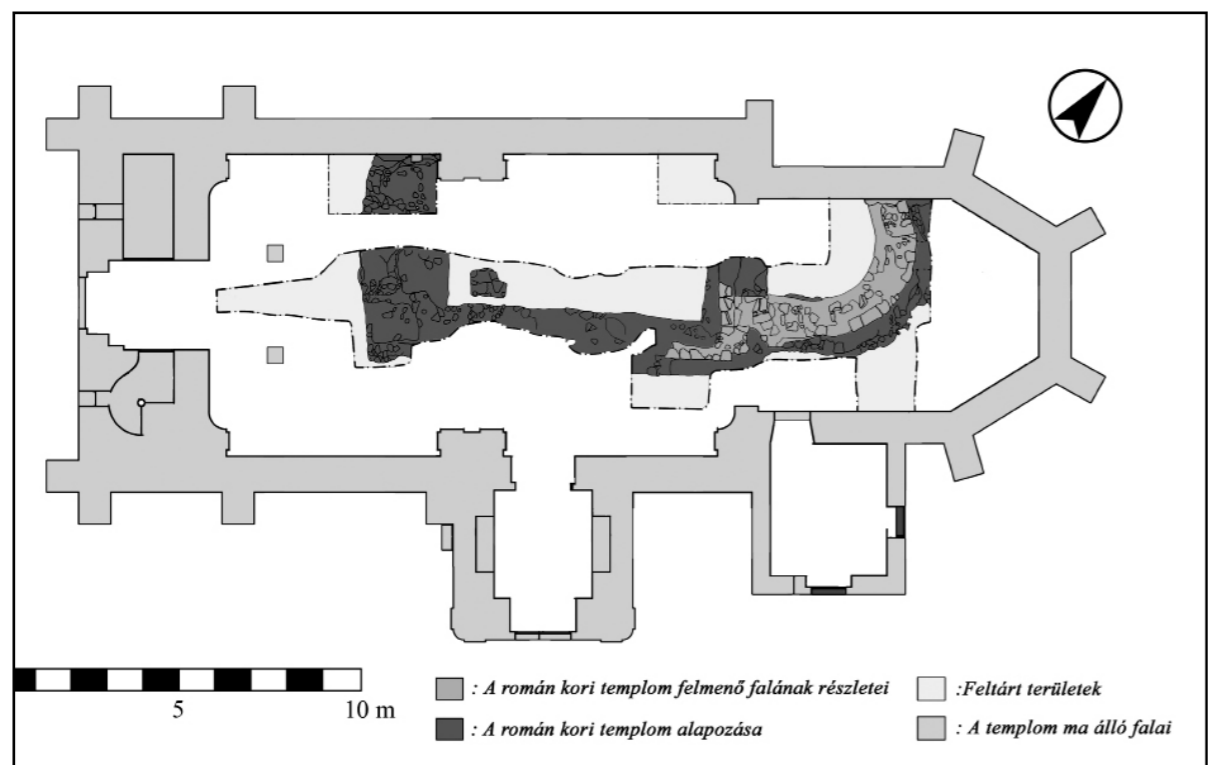 5
10 m
: A román kori templom felmenő falának részletei
: A román kori templom alapozása
:Feltárt területek
: A templom ma álló falai